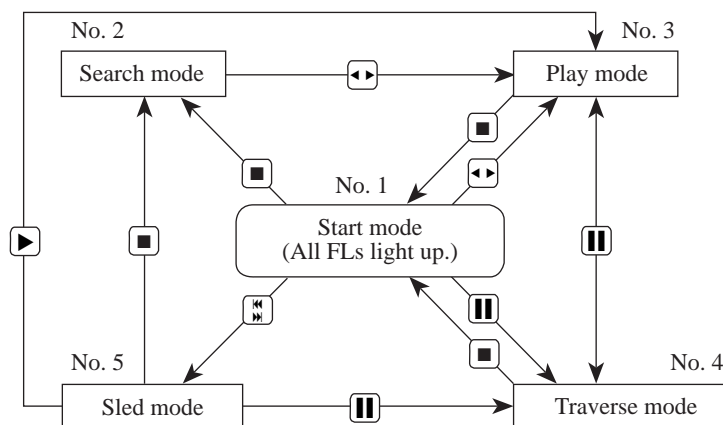 No. 2
No. 3
Search mode
Play mode
No. 1
Start mode
(All FLs light up.)
No. 5
No. 4
Sled mode
Traverse mode